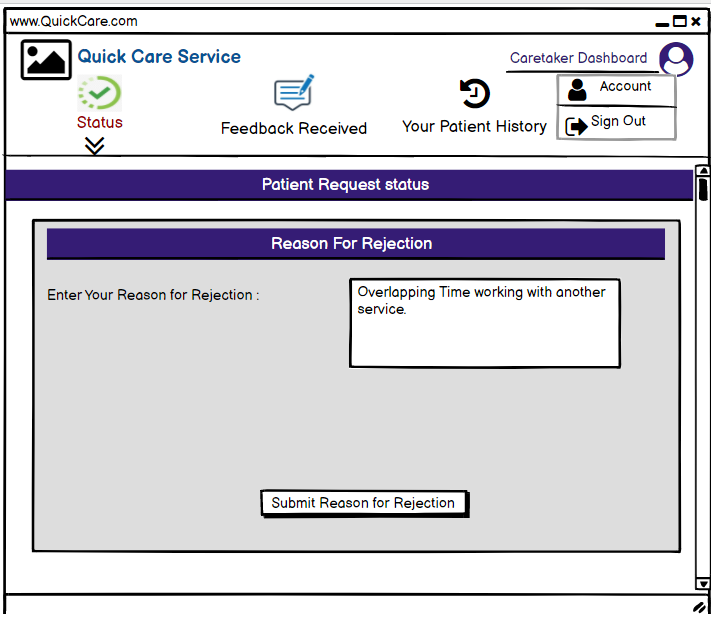 www.QuickCare.com
Quick Care Service
Caretaker Dashboard
Account
Sign Out
Status
Feedback Received
Your Patient History
Patient Request status
Reason For Rejection
Enter Your Reason for Rejection :
Overlapping Time working with another
service.
Submit Reason for Rejection